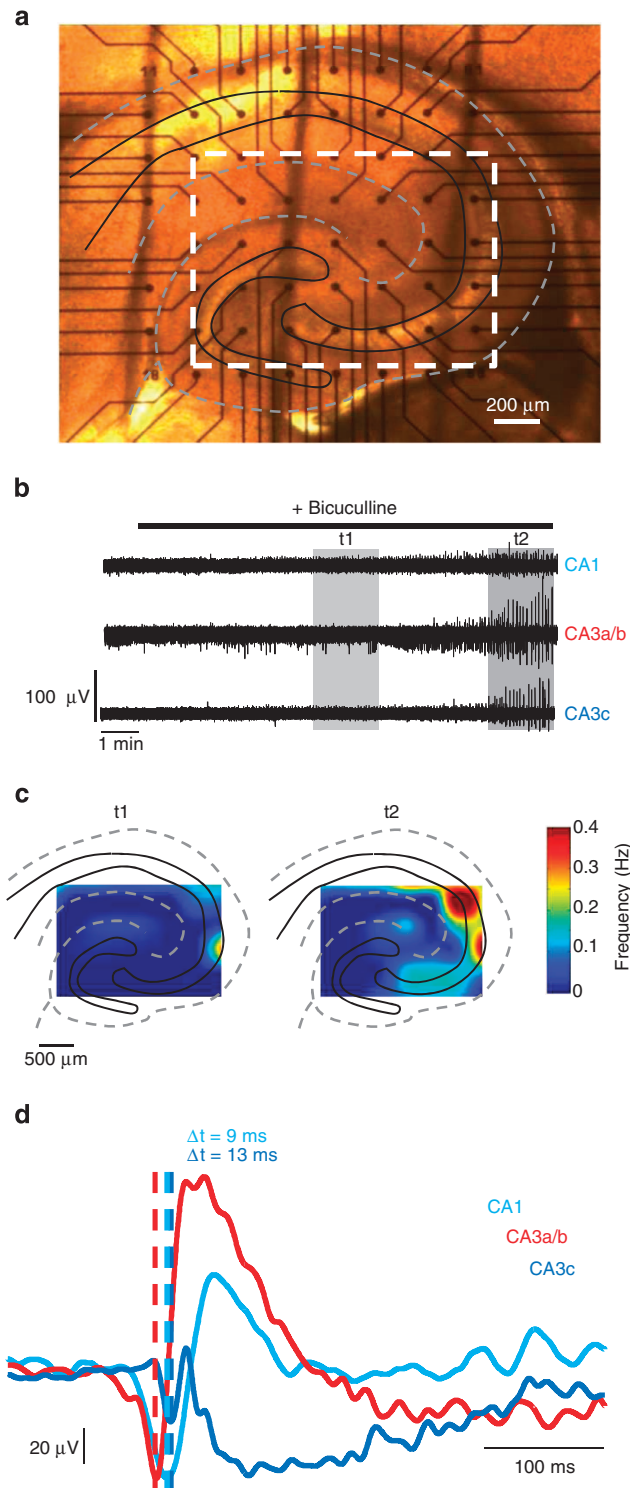 a
11
18
200 μm
b
+ Bicuculline
t1
t2
CA1
CA3a/b
100 μV
CA3c
1 min
c
t1
t2
0.4
0.3
0.2
0.1
0
Frequency (Hz)
500 μm
d
Δt = 9 ms
Δt = 13 ms
CA1
CA3a/b
CA3c
20 μV
100 ms